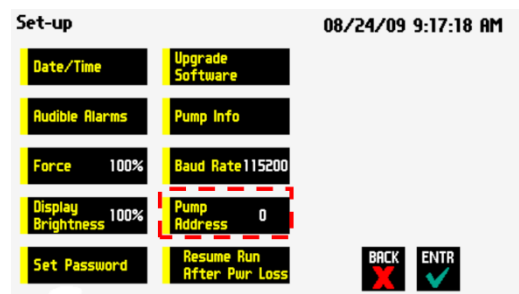 Set-up
08/24/09 9:17:18 AM
Date/Time
Upgrade
Software
Audible Alarms
Pump Info
Force 100%
Baud Rate 115200
Display
Brightness 100%
Pump
Address 0
Set Password
Resume Run
After Pwr Loss
BACK
ENTR